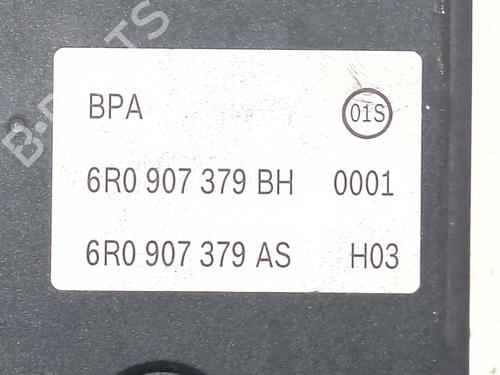 B-PARTS
BPA 01S
6R0 907 379 BH 0001
6R0 907 379 AS H03